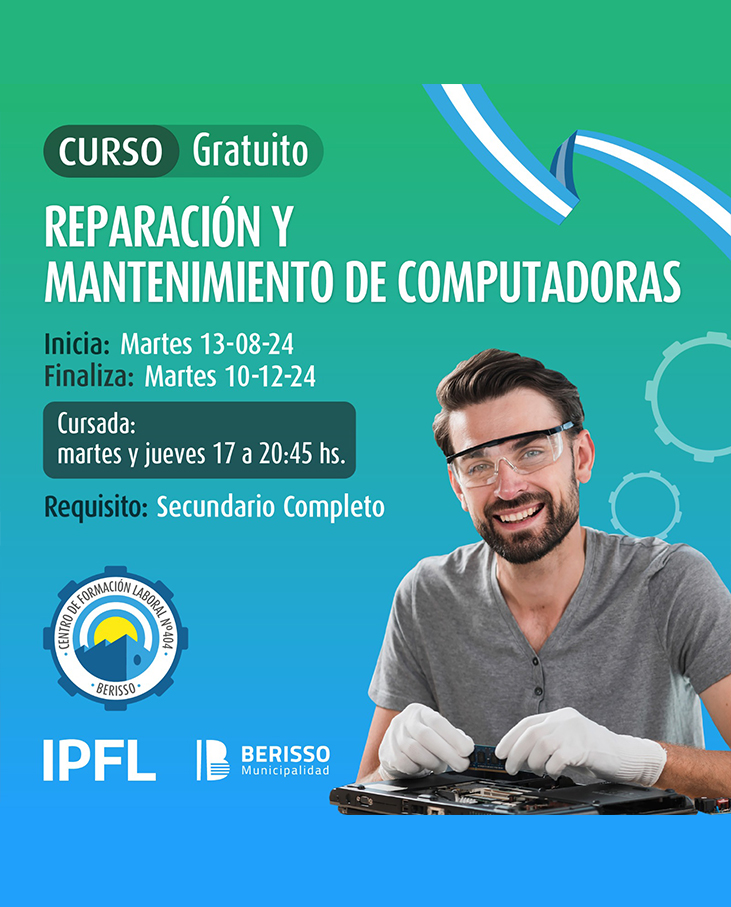 CURSO Gratuito
REPARACIÓN Y
MANTENIMIENTO DE COMPUTADORAS
Inicia: Martes 13-08-24
Finaliza: Martes 10-12-24
Cursada:
martes y jueves 17 a 20:45 hs.
Requisito: Secundario Completo
CENTRO DE FORMACIÓN LABORAL Nº404
• BERISSO •
IPFL
BERISSO
Municipalidad